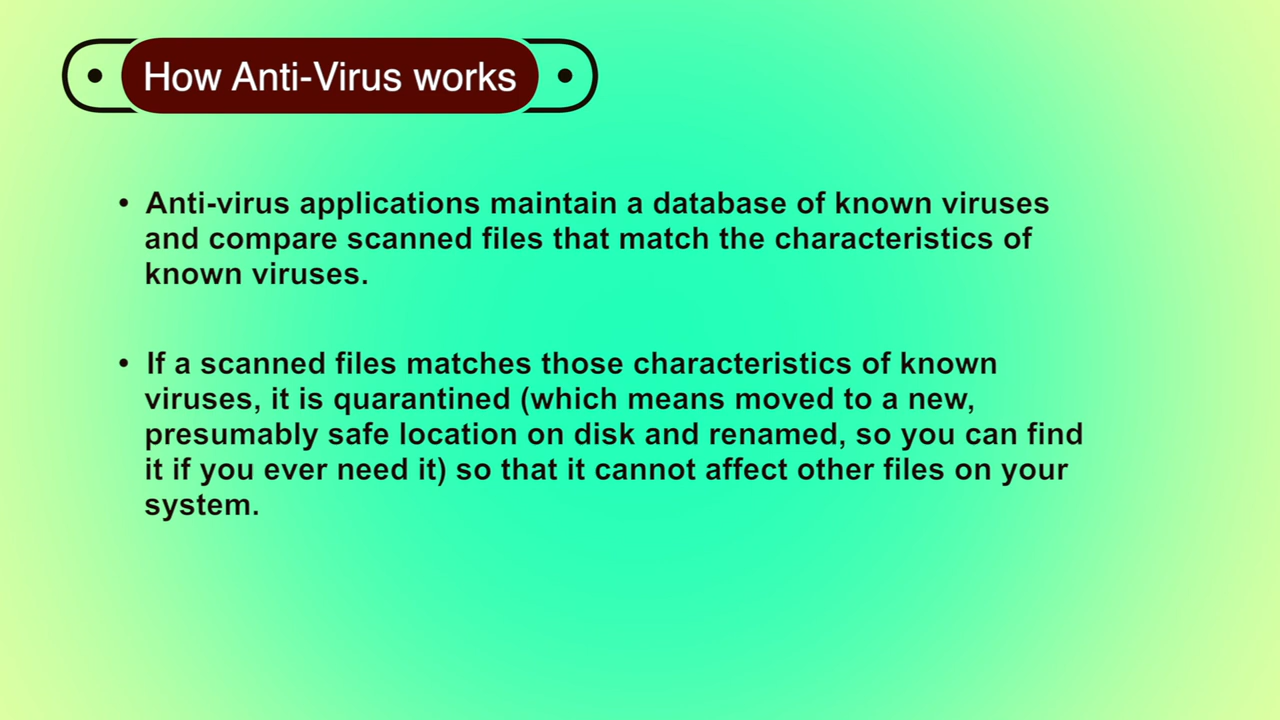 How Anti-Virus works
• Anti-virus applications maintain a database of known viruses
and compare scanned files that match the characteristics of
known viruses.
• If a scanned files matches those characteristics of known
viruses, it is quarantined (which means moved to a new,
presumably safe location on disk and renamed, so you can find
it if you ever need it) so that it cannot affect other files on your
system.